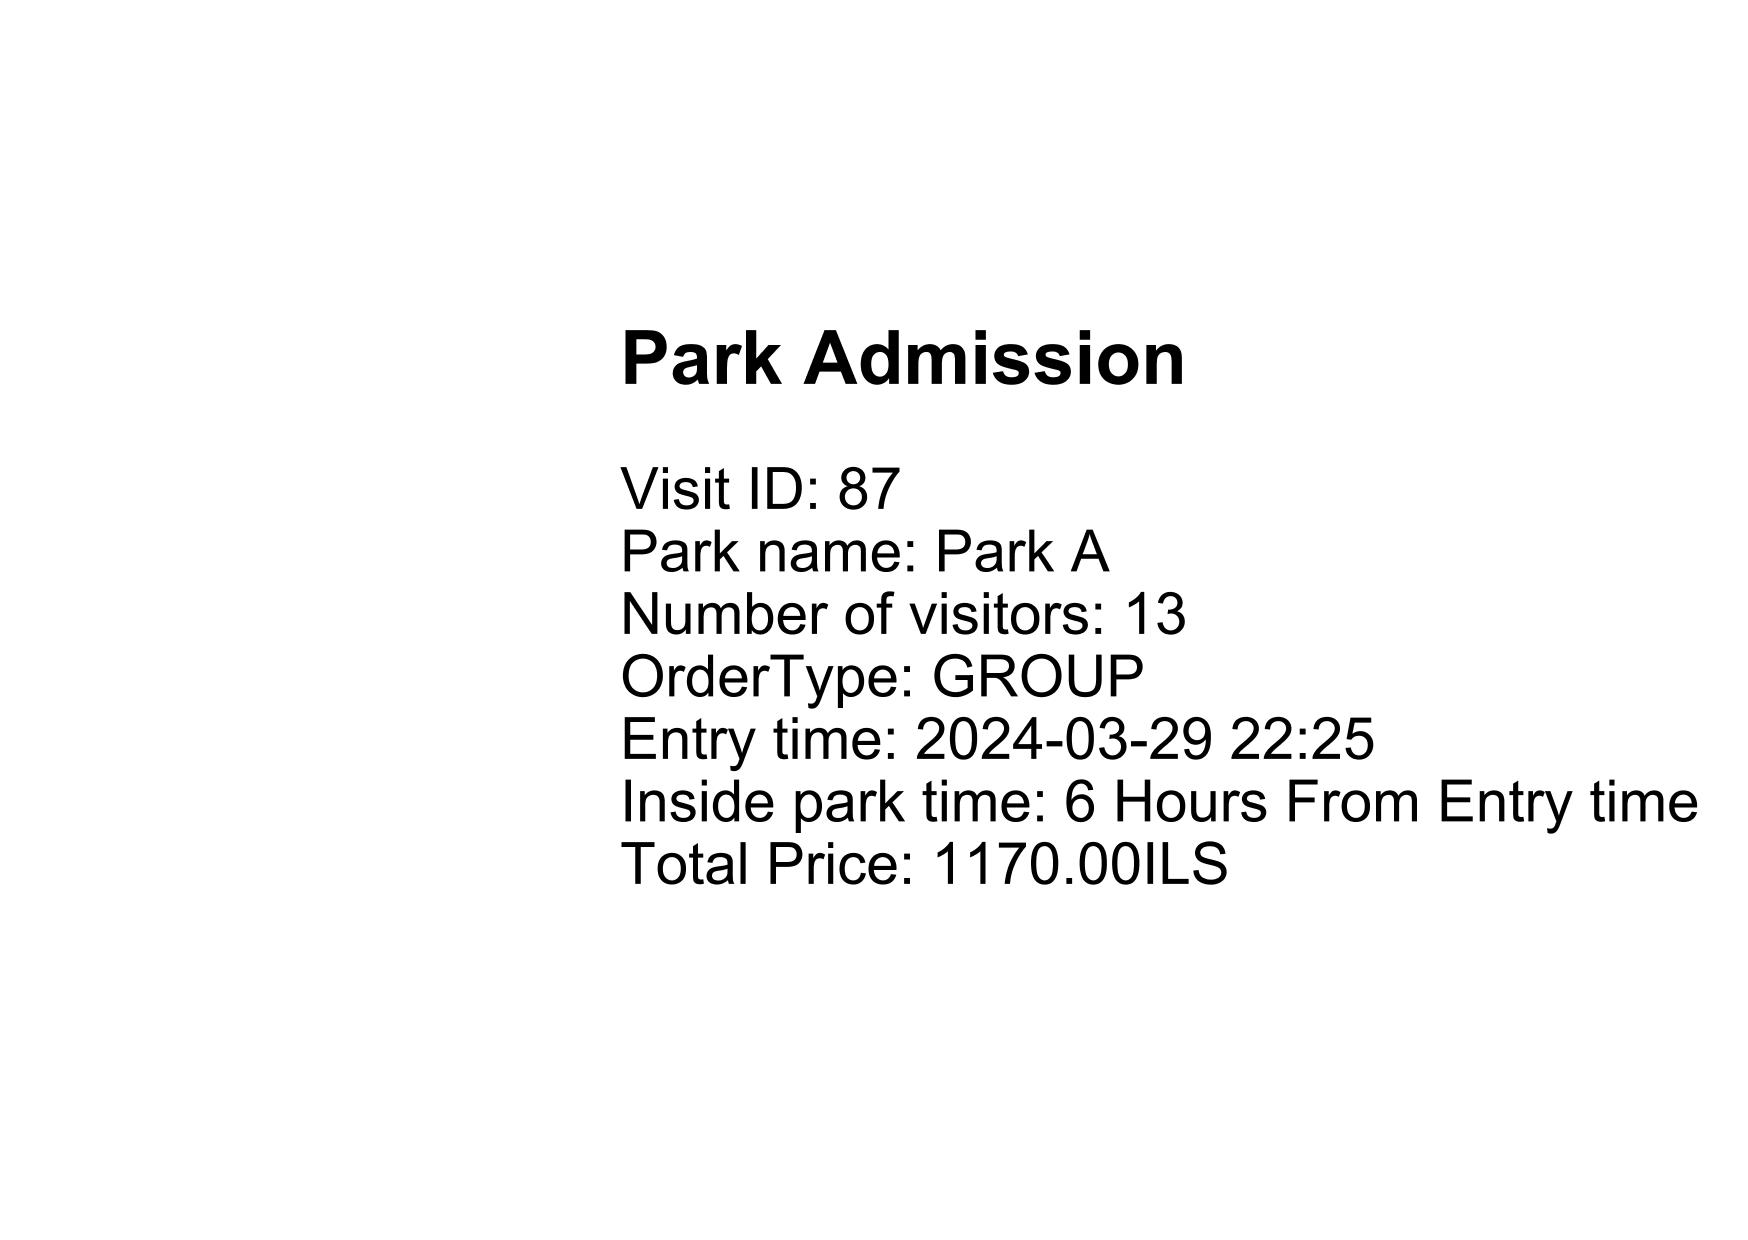 Park Admission
Visit ID: 87
Park name: Park A
Number of visitors: 13
OrderType: GROUP
Entry time: 2024-03-29 22:25
Inside park time: 6 Hours From Entry time
Total Price: 1170.00ILS